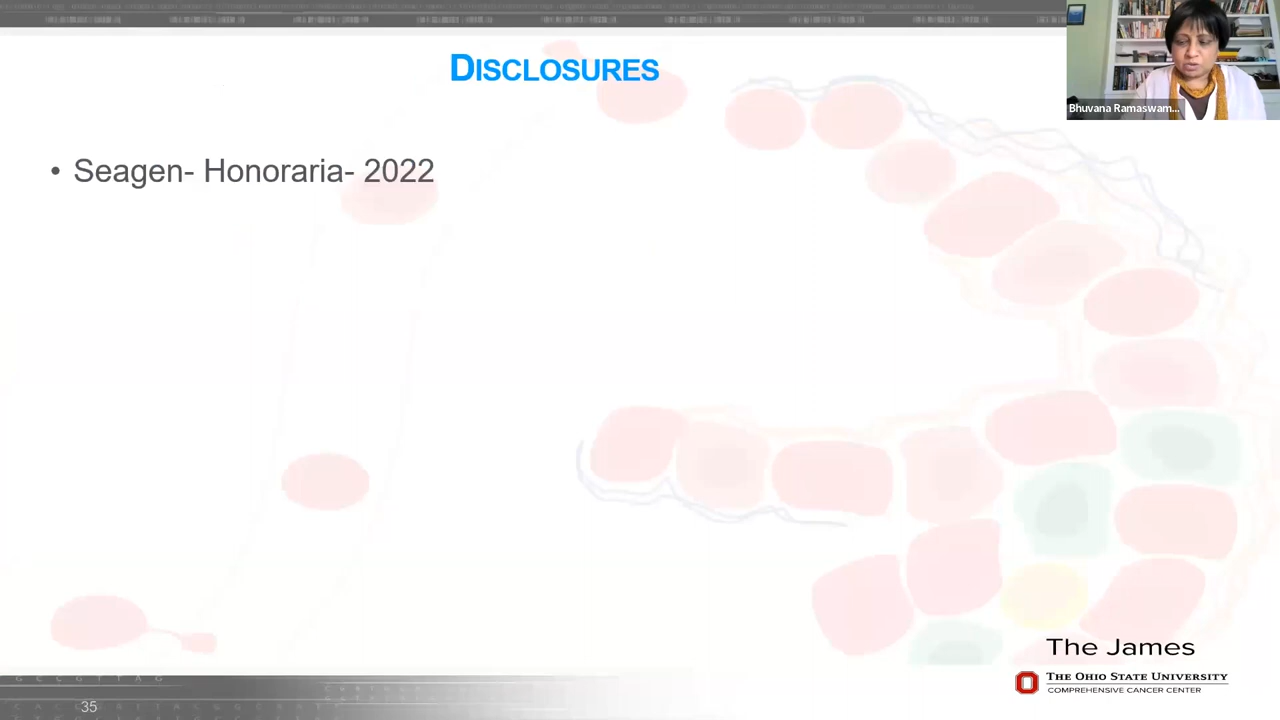 DISCLOSURES
Bhuvana Ramaswam...
• Seagen- Honoraria- 2022
The James
THE OHIO STATE UNIVERSITY
COMPREHENSIVE CANCER CENTER
G C C G T T A G
35